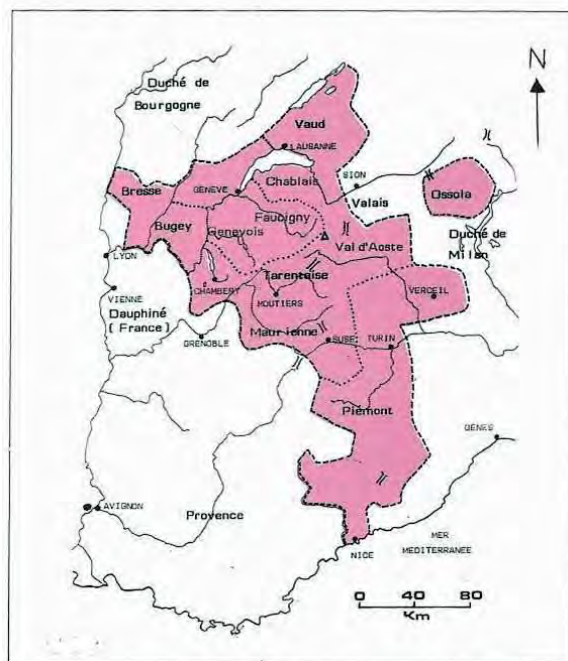 N
Duché de
Bourgogne
Vaud
LAUSANNE
Chablais
SION
Bresse
GENEVE
Valais
Ossola
Faucigny
Bugey
Genevois
Duché de
Milan
Val d'Aoste
LYON
Tarentaise
CHAMBERY
VERCEIL
VIENNE
MOUTIERS
Dauphiné
(France)
Maurienne
GRENOBLE
SUSE
TURIN
Piémont
GÊNES
AVIGNON
Provence
MER
MEDITERRANEE
NICE
0 40 80
Km